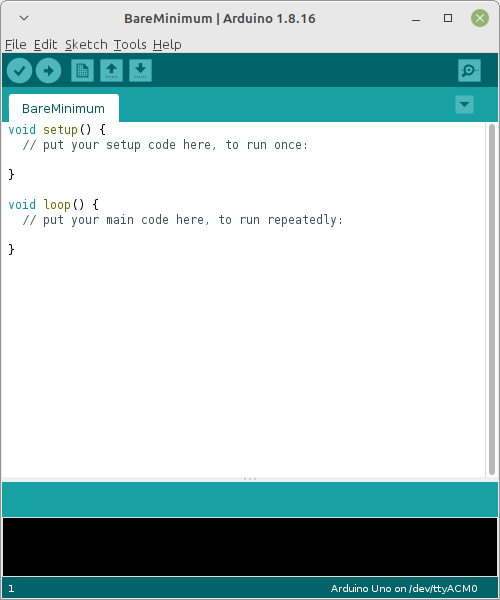 BareMinimum | Arduino 1.8.16
File Edit Sketch Tools Help
BareMinimum
void setup() {
  // put your setup code here, to run once:
}
void loop() {
  // put your main code here, to run repeatedly:
}
1 Arduino Uno on /dev/ttyACM0